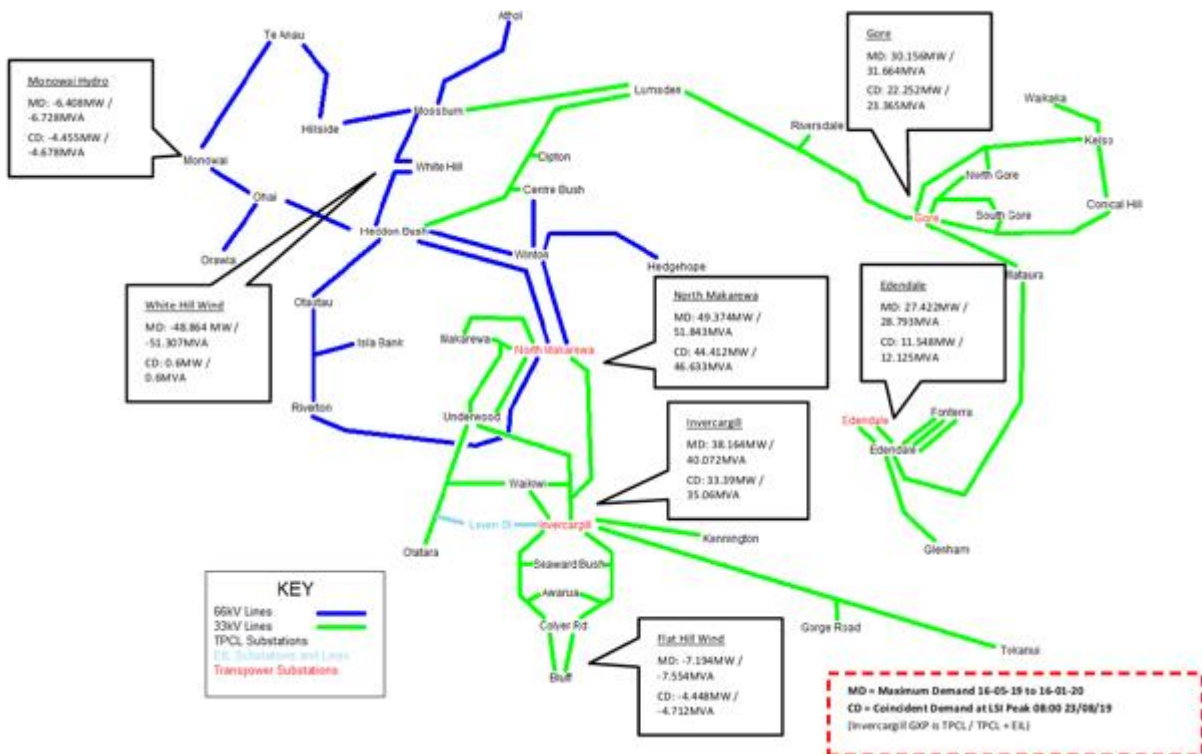 Athol
Te Anau
Gore
MD: 30.156MW /
31.664MVA
CD: 22.252MW /
23.365MVA
Monowai Hydro
MD: -6.408MW /
-6.728MVA
CD: -4.455MW /
-4.678MVA
Lumsden
Waikaka
Mossburn
Hillside
Riversdale
Kelso
Monowai
White Hill
Dipton
North Gore
Ohai
Centre Bush
Conical Hill
South Gore
Gore
Heddon Bush
Winton
Orawia
Hedgehope
Mataura
White Hill Wind
MD: -48.864 MW /
-51.307MVA
CD: 0.6MW /
0.6MVA
Otautau
North Makarewa
MD: 49.374MW /
51.843MVA
CD: 44.412MW /
46.633MVA
Edendale
MD: 27.422MW /
28.793MVA
CD: 11.548MW /
12.125MVA
Isla Bank
Makarewa
North Makarewa
Riverton
Underwood
Invercargill
MD: 38.164MW /
40.072MVA
CD: 33.39MW /
35.06MVA
Edendale
Fonterra
Edendale
Waikiwi
Leven St
Invercargill
Kennington
Otatara
Glenham
Seaward Bush
Awarua
Colyer Rd
Gorge Road
Tokanui
Bluff
KEY
66kV Lines
33kV Lines
TPCL Substations
EIL Substations and Lines
Transpower Substations
Flat Hill Wind
MD: -7.194MW /
-7.554MVA
CD: -4.448MW /
-4.712MVA
MD = Maximum Demand 16-05-19 to 16-01-20
CD = Coincident Demand at LSI Peak 08:00 23/08/19
(Invercargill GXP is TPCL / TPCL + EIL)